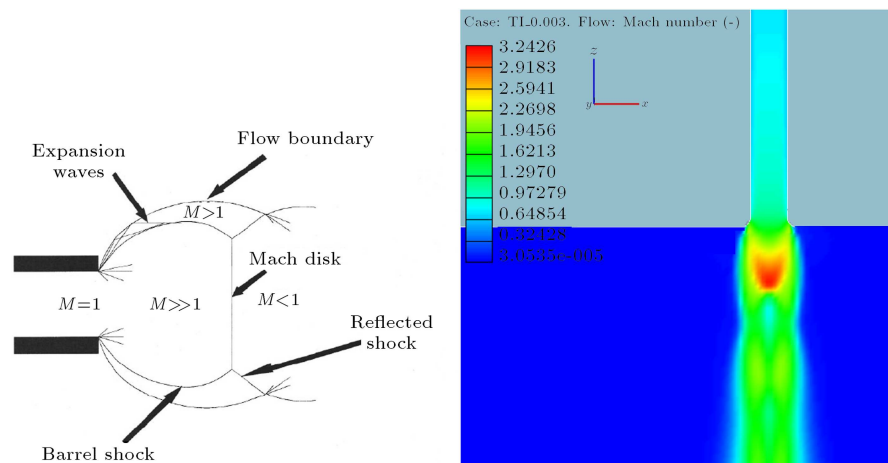 Flow boundary
Expansion
waves
M>1
Mach disk
M=1
M>>1
M<1
Reflected
shock
Barrel shock
Case: TL0.003. Flow: Mach number (-)
3.2426
2.9183
2.5941
2.2698
1.9456
1.6213
1.2970
0.97279
0.64854
0.32428
3.0535e-005
z
y
x